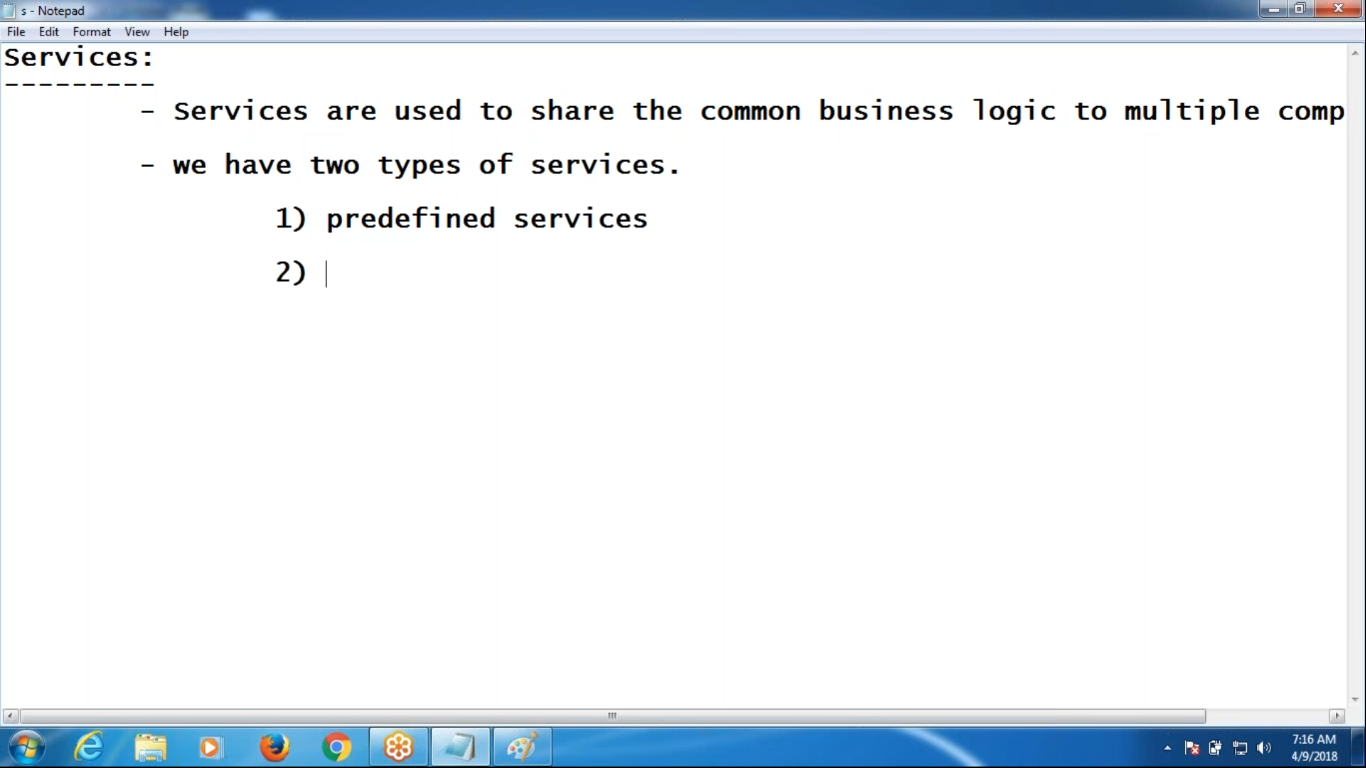 s - Notepad
File Edit Format View Help
Services:
---------
- Services are used to share the common business logic to multiple comp
- we have two types of services.
1) predefined services
2)
7:16 AM
4/9/2018